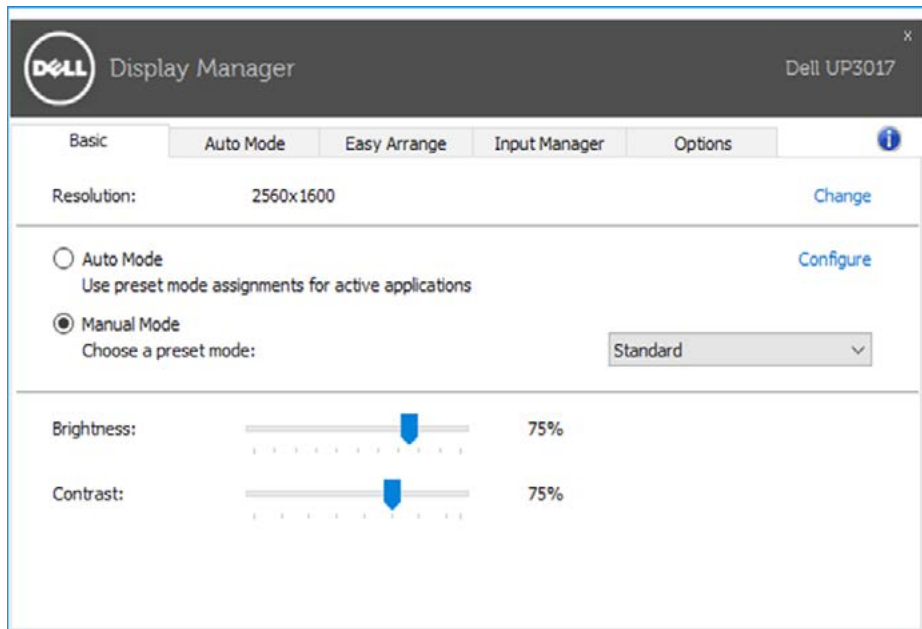 DELL Display Manager
x
Dell UP3017
Basic Auto Mode Easy Arrange Input Manager Options i
Resolution: 2560x1600 Change
Auto Mode Configure
Use preset mode assignments for active applications
Manual Mode
Choose a preset mode: Standard
Brightness: 75%
Contrast: 75%